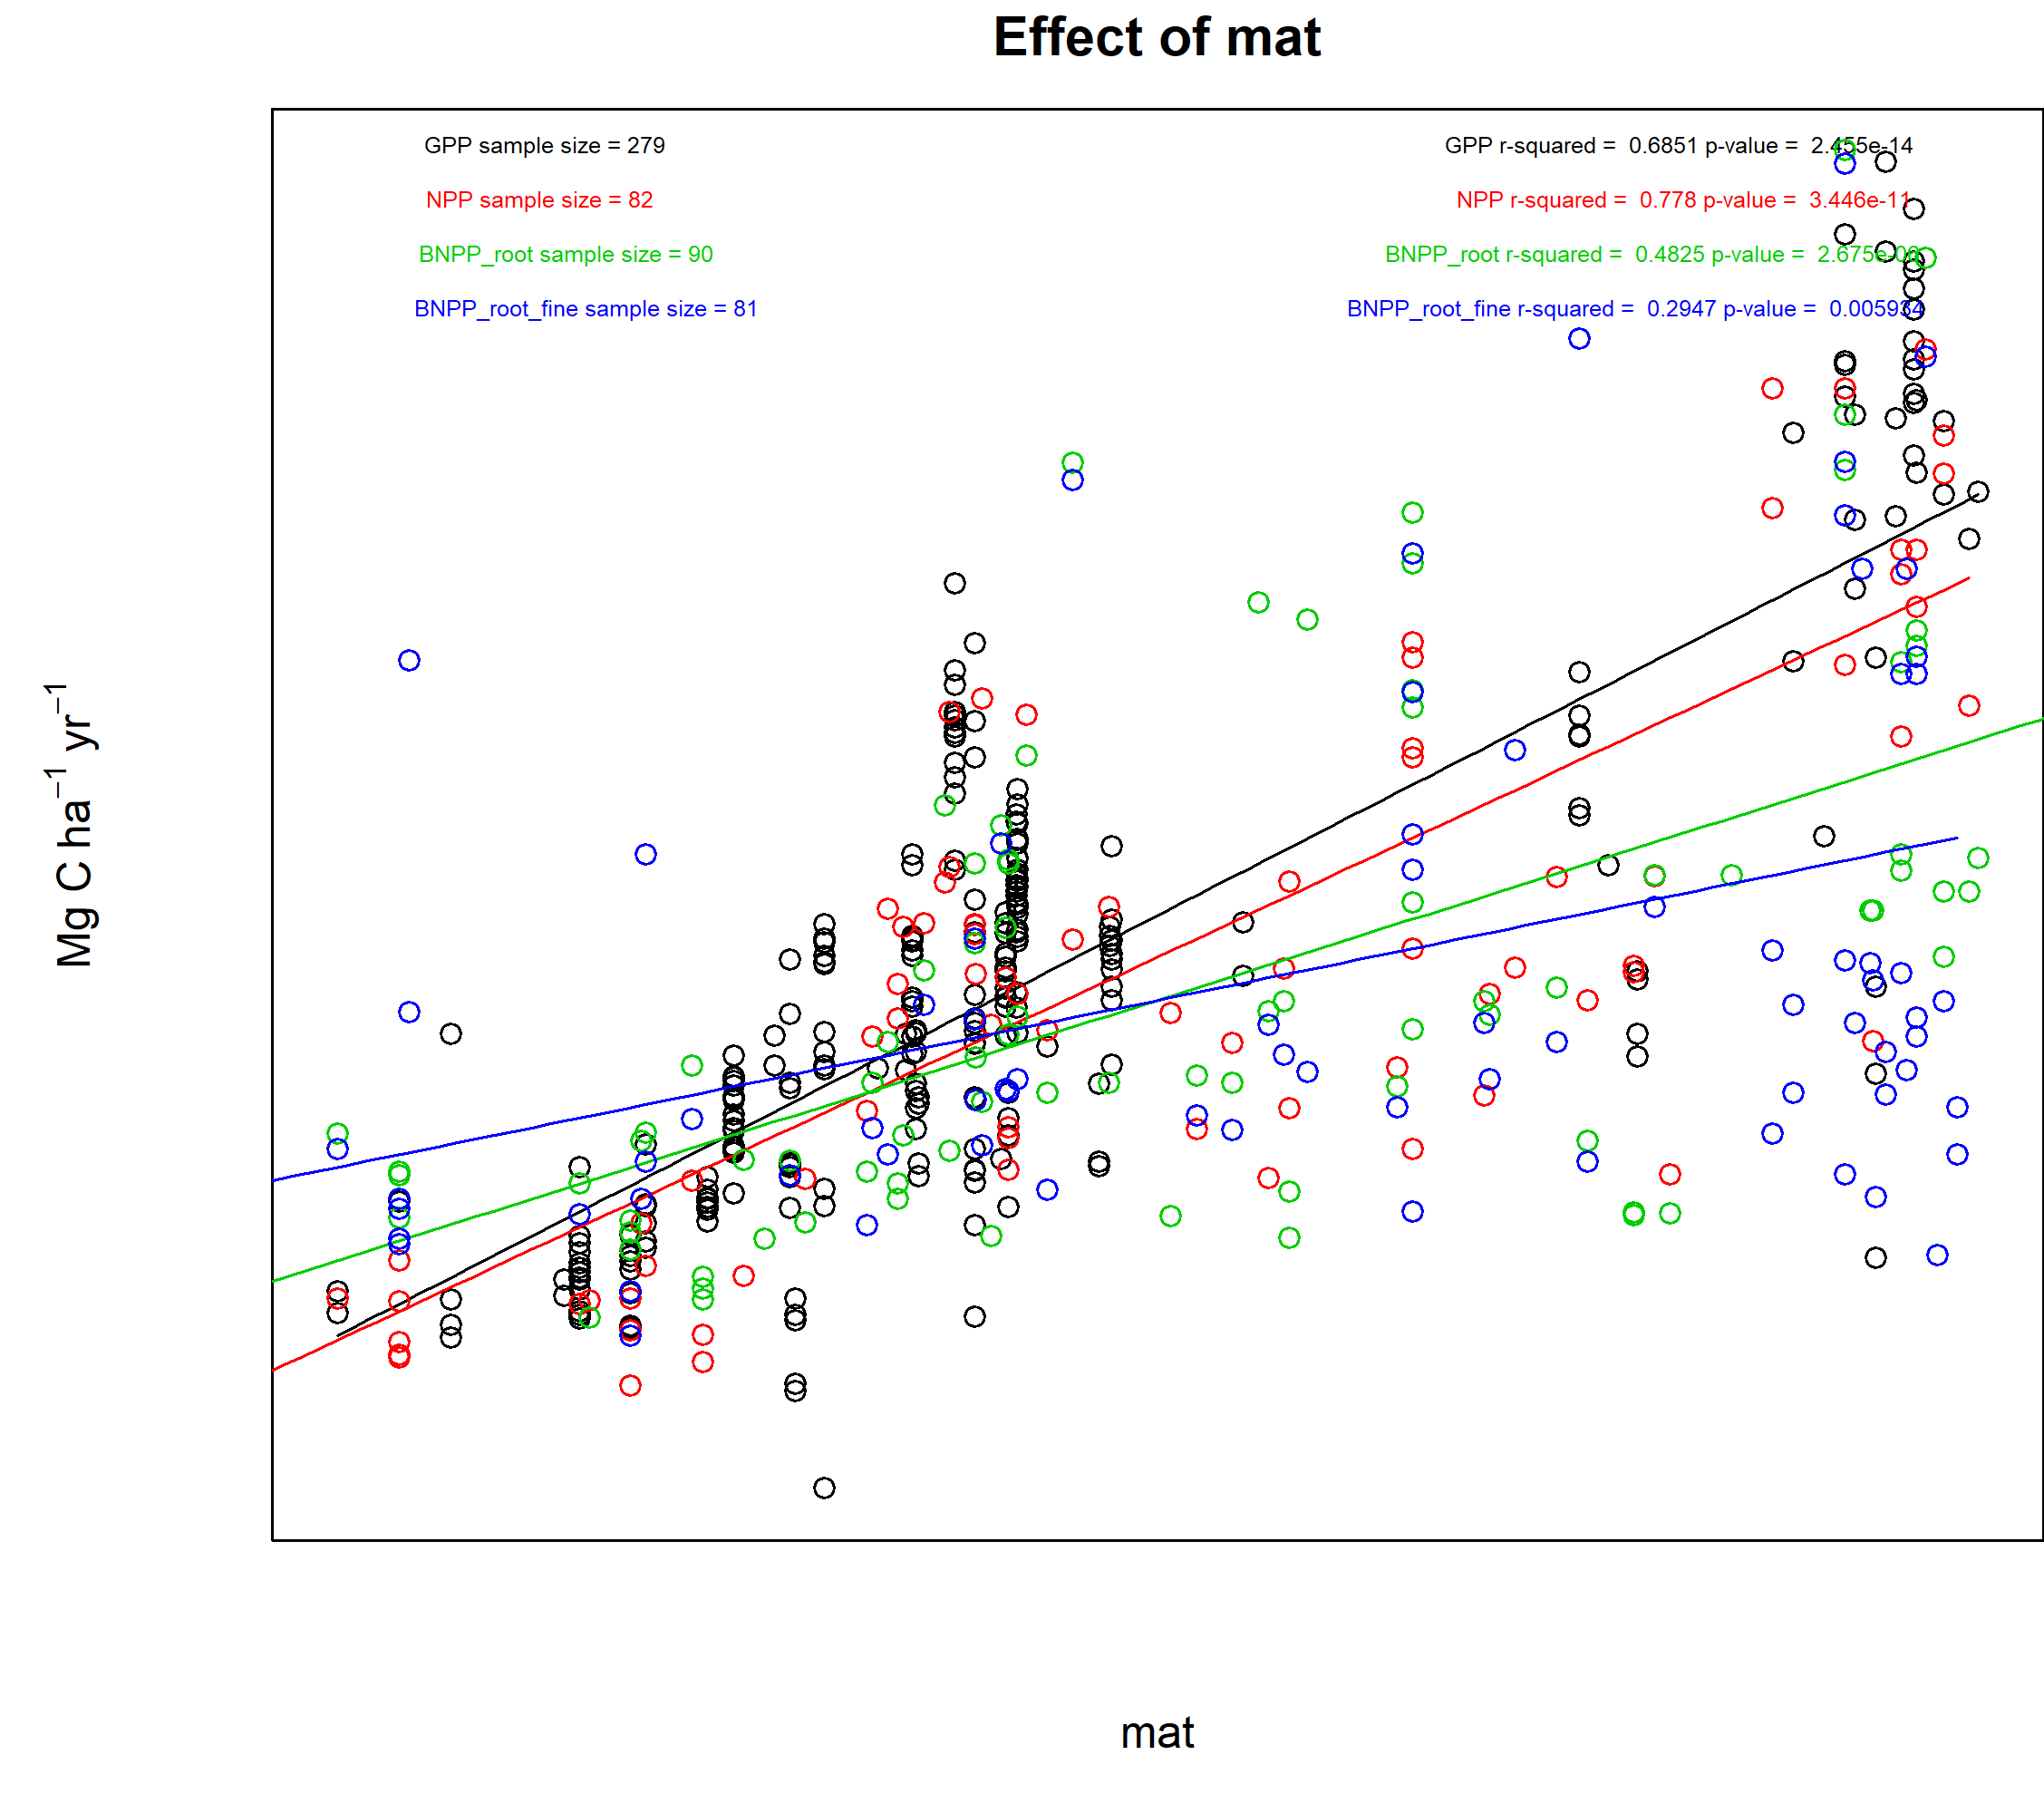 Effect of mat
GPP sample size = 279
GPP r-squared = 0.6851 p-value = 2.455e-14
NPP sample size = 82
NPP r-squared = 0.778 p-value = 3.446e-11
BNPP_root sample size = 90
BNPP_root r-squared = 0.4825 p-value =
BNPP_root_fine sample size = 81
BNPP_root_fine r-squared = 0.2947 p-value = 0.005934
Mg C ha⁻¹ yr⁻¹
mat